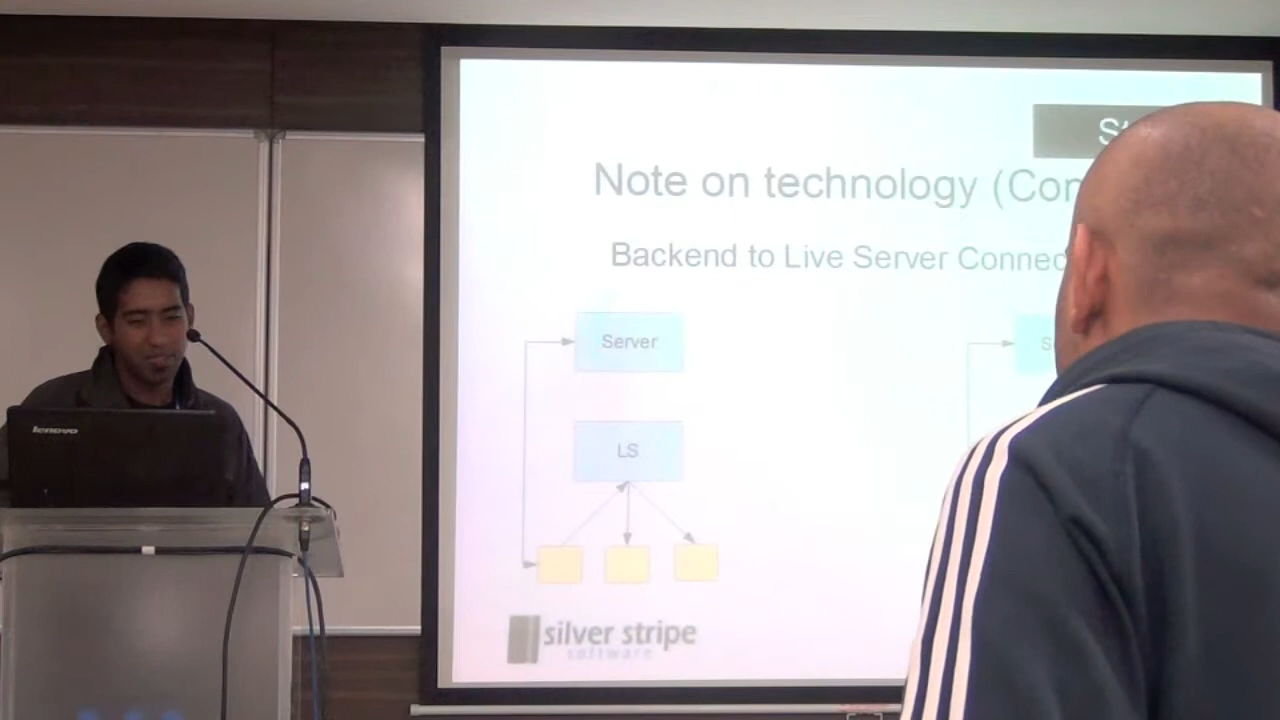 Note on technology (Con
Backend to Live Server Connec
Server
LS
silver stripe
software
lenovo